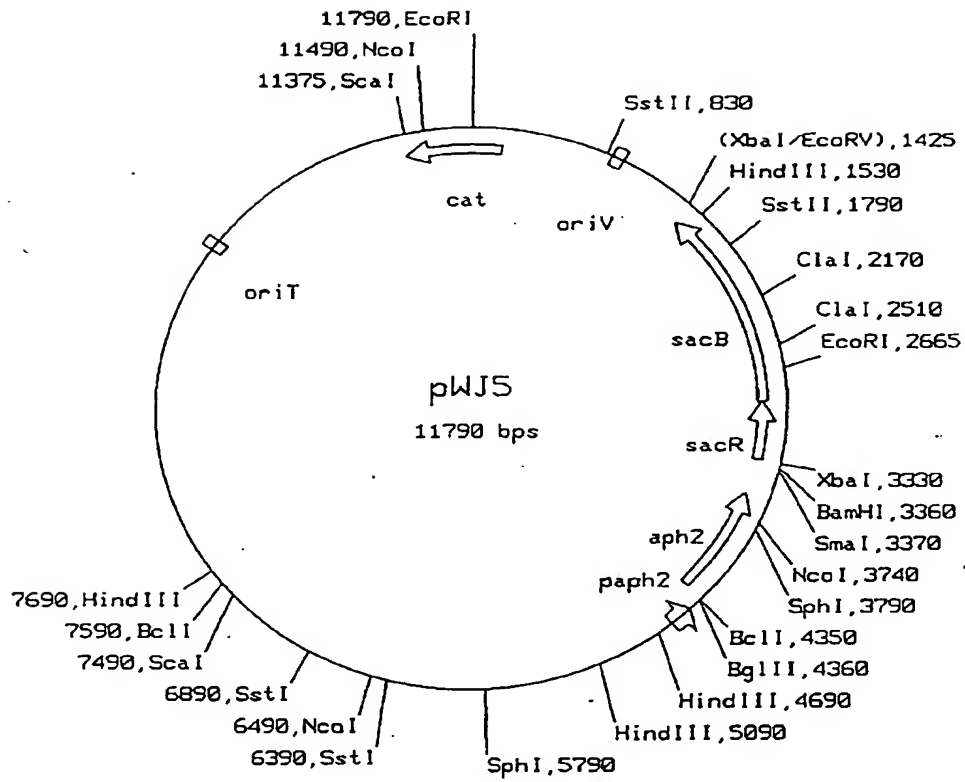 11790,EcoRI
11490,NcoI
11375,ScaI
SstII,830
(XbaI/EcoRV),1425
HindIII,1530
SstII,1790
ClaI,2170
ClaI,2510
EcoRI,2665
XbaI,3330
BamHI,3360
SmaI,3370
NcoI,3740
SphI,3790
BclI,4350
BglII,4360
HindIII,4690
HindIII,5090
SphI,5790
6390,SstI
6490,NcoI
6890,SstI
7490,ScaI
7590,BclI
7690,HindIII
cat
oriV
oriT
sacB
pWJ5
11790 bps
sacR
aph2
paph2